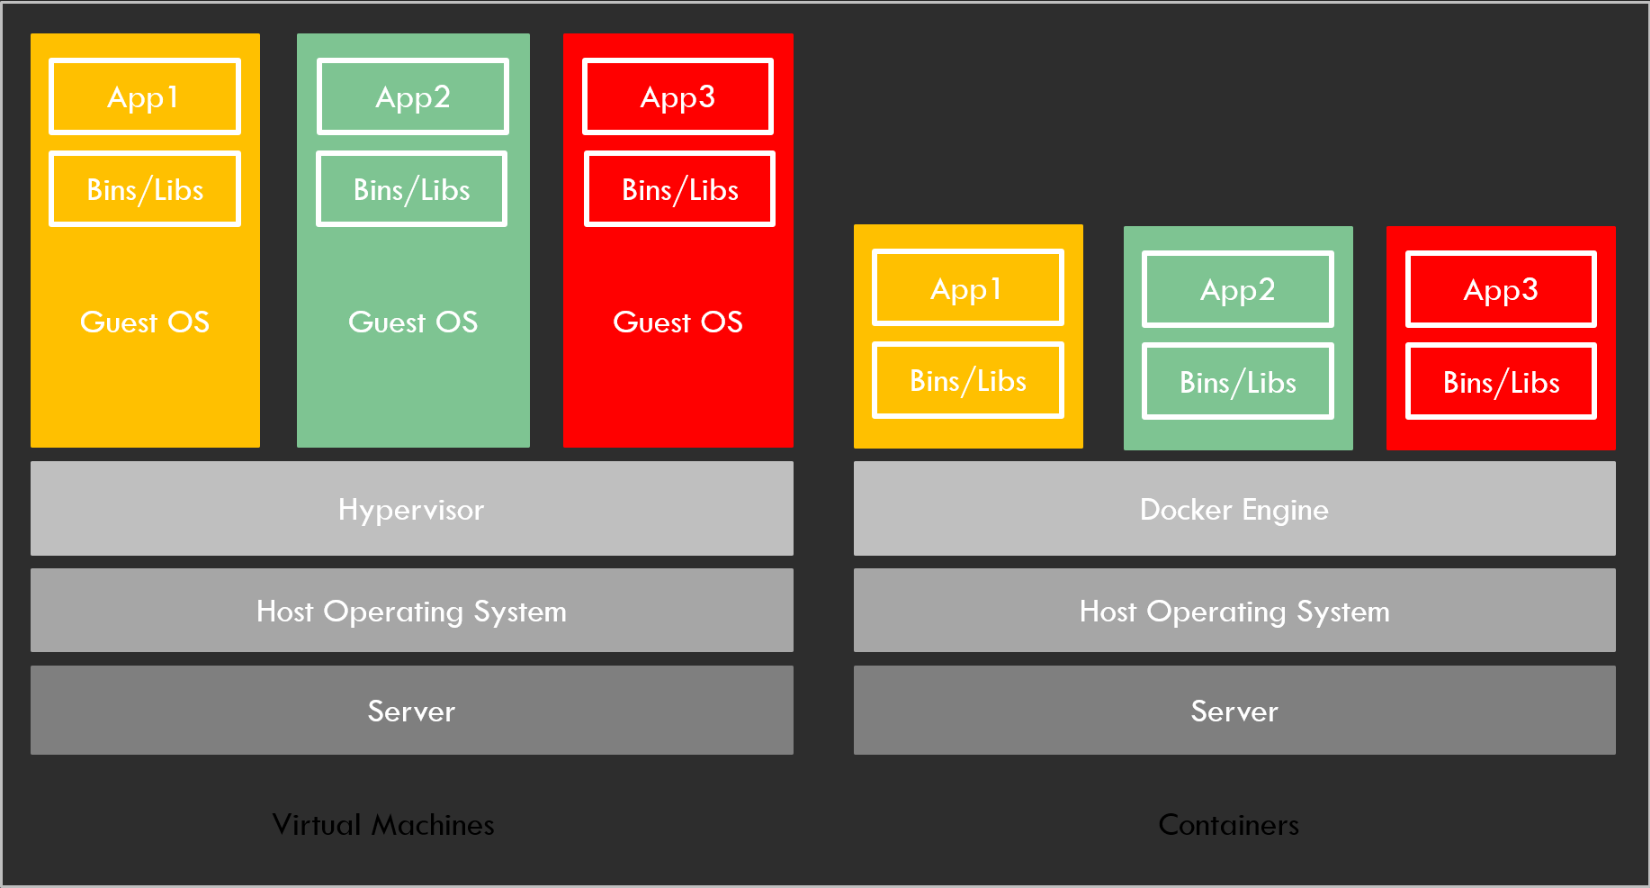 App1
Bins/Libs
Guest OS
App2
Bins/Libs
Guest OS
App3
Bins/Libs
Guest OS
Hypervisor
Host Operating System
Server
Virtual Machines
App1
Bins/Libs
App2
Bins/Libs
App3
Bins/Libs
Docker Engine
Host Operating System
Server
Containers